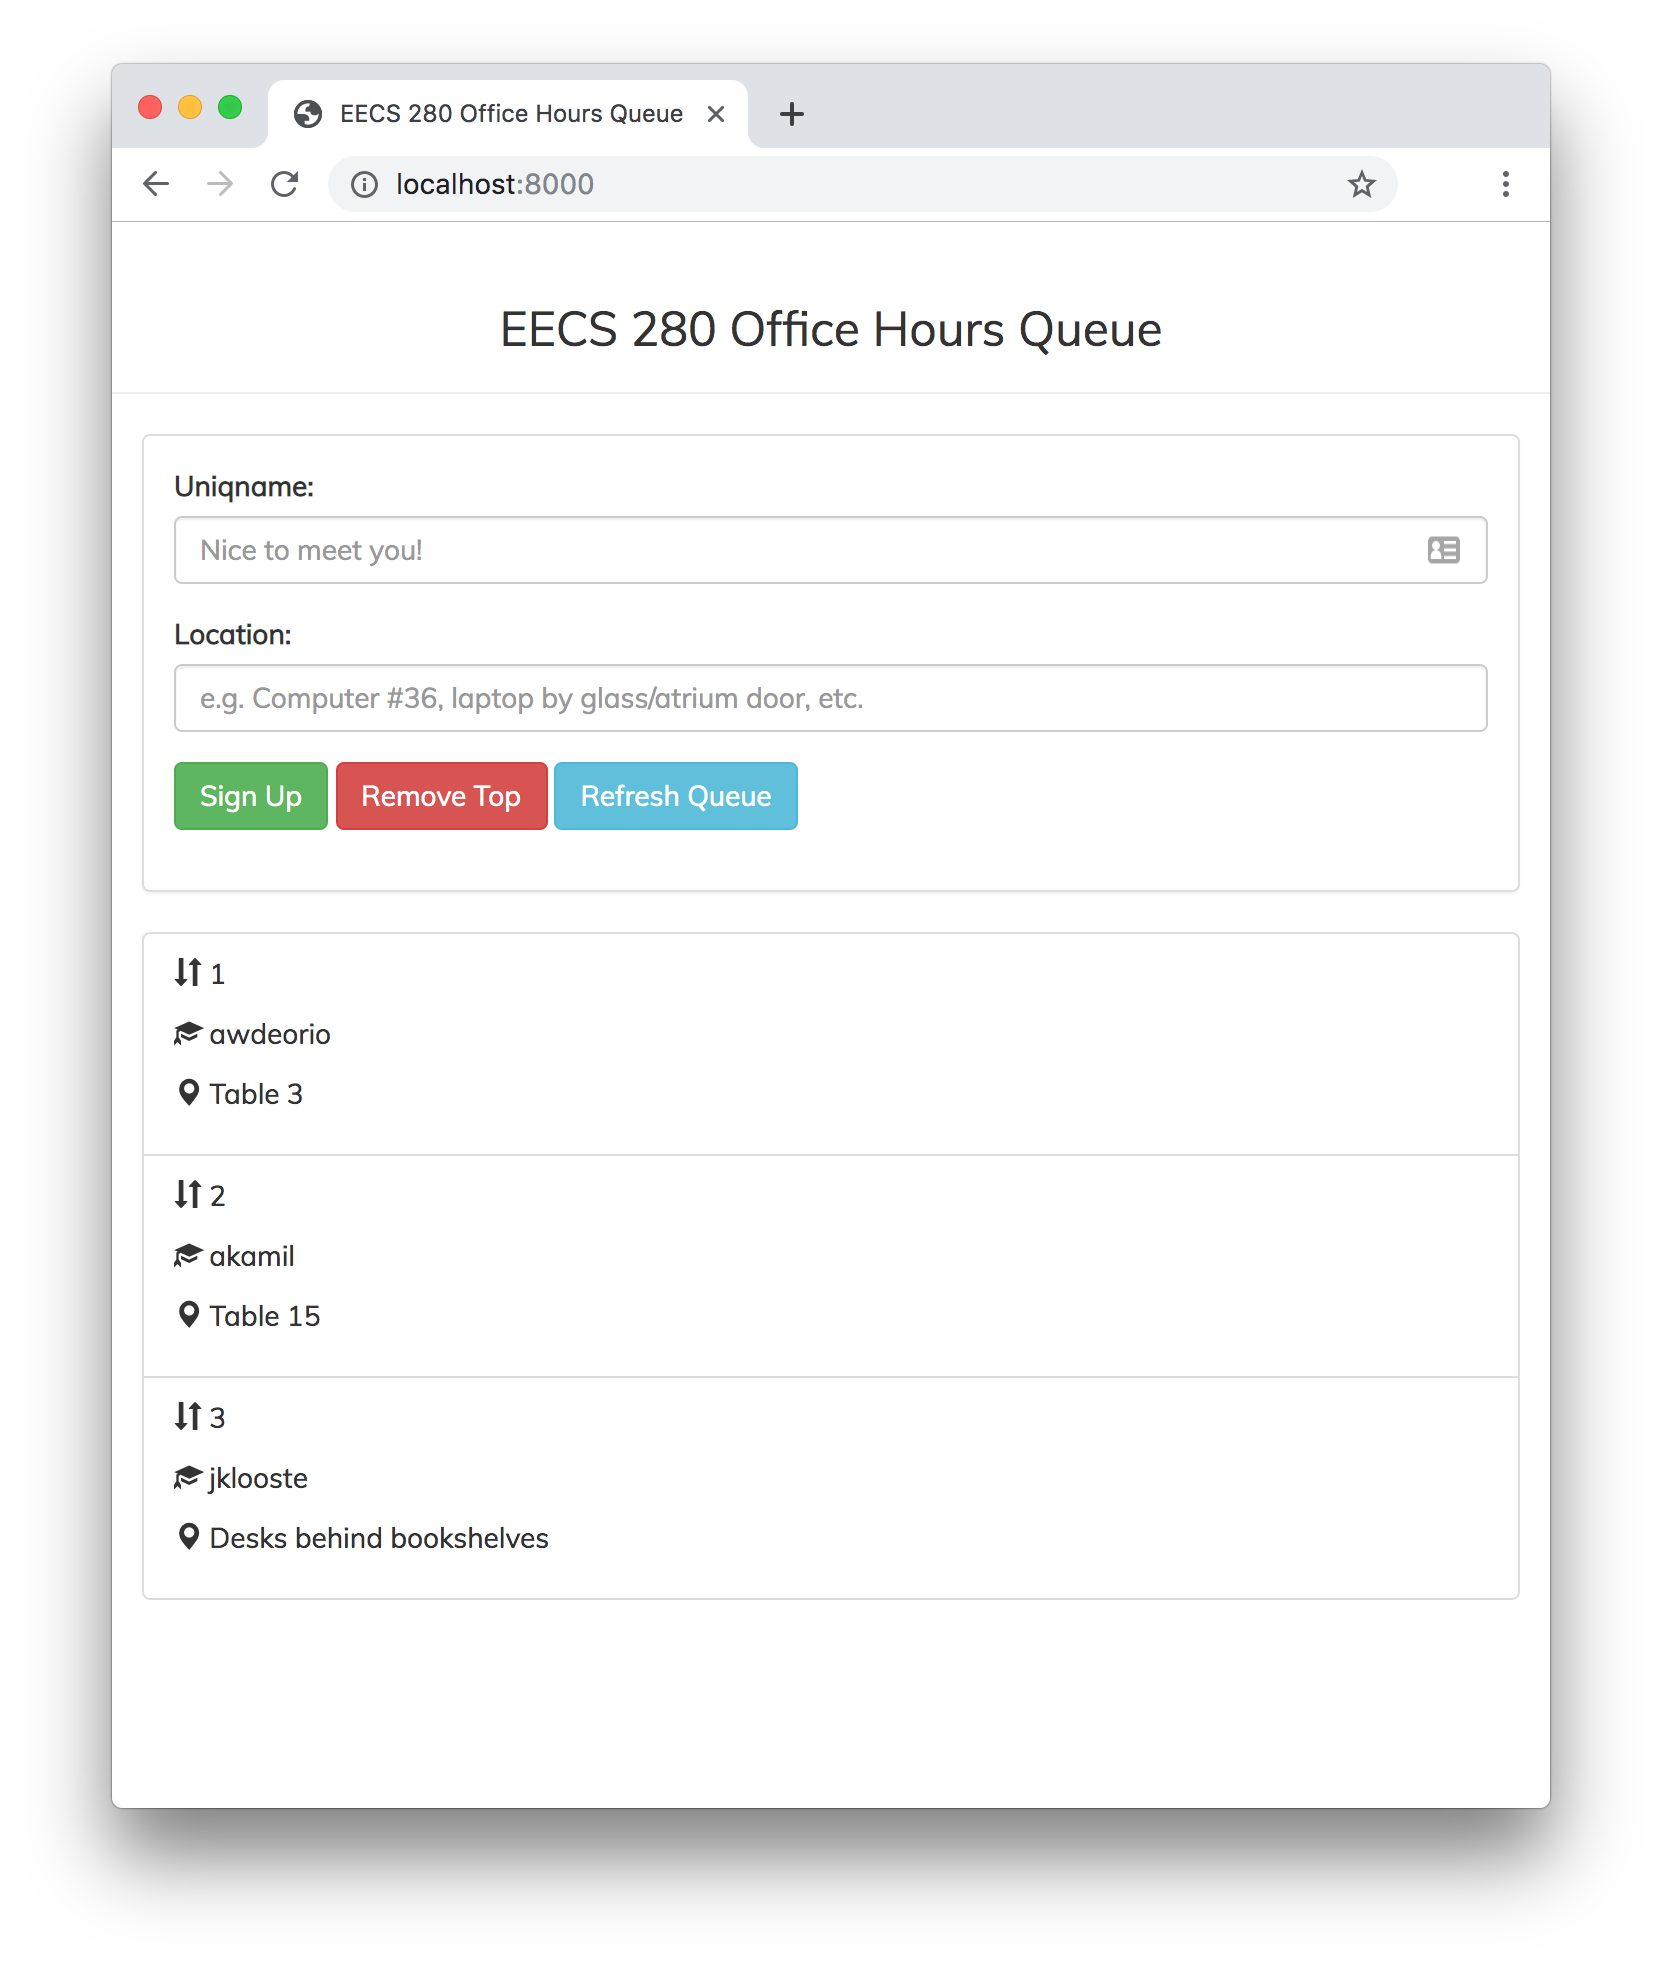 EECS 280 Office Hours Queue
localhost:8000
EECS 280 Office Hours Queue
Uniqname:
Nice to meet you!
Location:
e.g. Computer #36, laptop by glass/atrium door, etc.
Sign Up Remove Top Refresh Queue
1
awdeorio
Table 3
2
akamil
Table 15
3
jklooste
Desks behind bookshelves